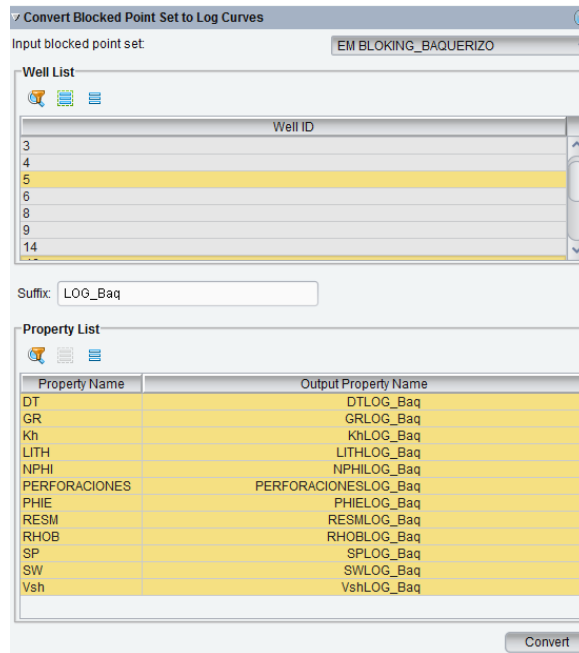 Convert Blocked Point Set to Log Curves
Input blocked point set: EM BLOKING_BAQUERIZO
Well List
Well ID
3
4
5
6
8
9
14
Suffix: LOG_Baq
Property List
Property Name Output Property Name
DT DTLOG_Baq
GR GRLOG_Baq
Kh KhLOG_Baq
LITH LITHLOG_Baq
NPHI NPHILOG_Baq
PERFORACIONES PERFORACIONESLOG_Baq
PHIE PHIELOG_Baq
RESM RESMLOG_Baq
RHOB RHOBLOG_Baq
SP SPLOG_Baq
SW SWLOG_Baq
Vsh VshLOG_Baq
Convert